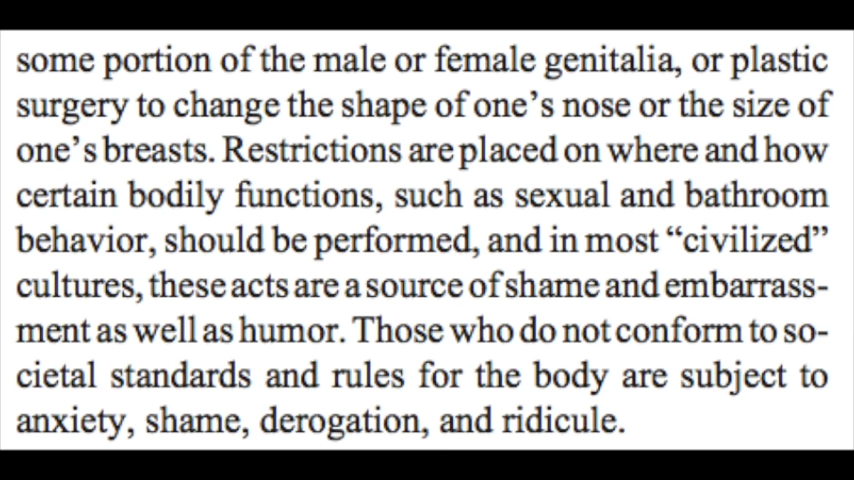 some portion of the male or female genitalia, or plastic
surgery to change the shape of one’s nose or the size of
one’s breasts. Restrictions are placed on where and how
certain bodily functions, such as sexual and bathroom
behavior, should be performed, and in most “civilized”
cultures, these acts are a source of shame and embarrass-
ment as well as humor. Those who do not conform to so-
cietal standards and rules for the body are subject to
anxiety, shame, derogation, and ridicule.